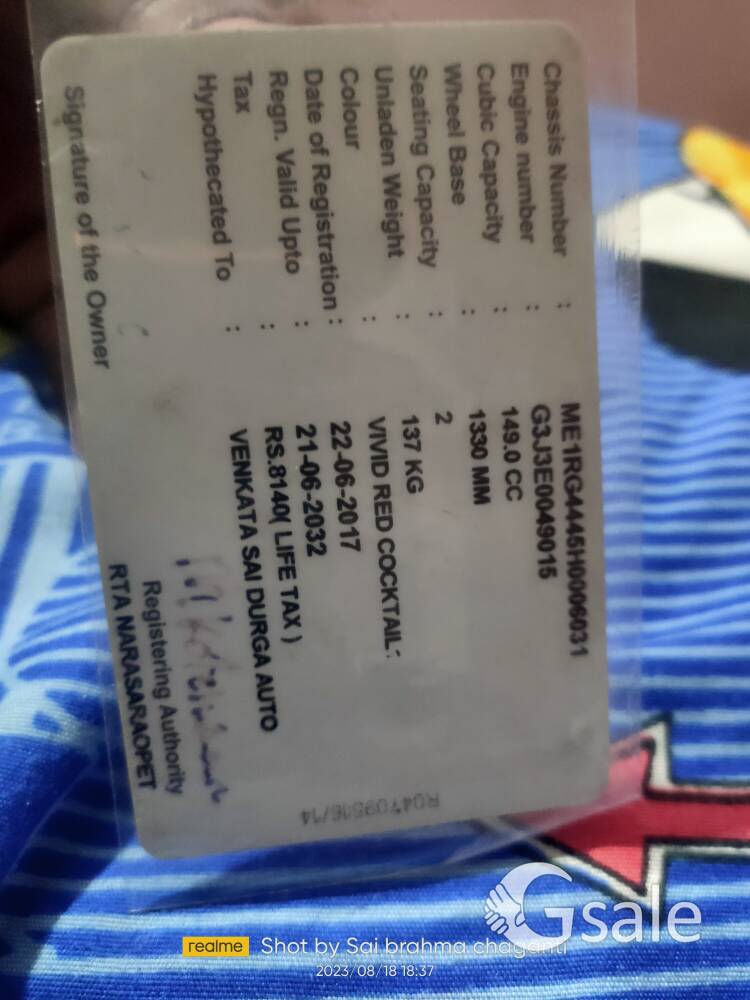 Chassis Number : ME1RG4445H0006031
Engine number : G3J3E0049015
Cubic Capacity : 149.0 CC
Wheel Base : 1330 MM
Seating Capacity : 2
Unladen Weight : 137 KG
Colour : VIVID RED COCKTAIL :
Date of Registration : 22-06-2017
Regn. Valid Upto : 21-06-2032
Tax : RS.8140( LIFE TAX )
Hypothecated To : VENKATA SAI DURGA AUTO
Registering Authority
Signature of the Owner RTA NARASARAOPET
Gsale
realme Shot by Sai brahma chaganti
2023/08/18 18:37